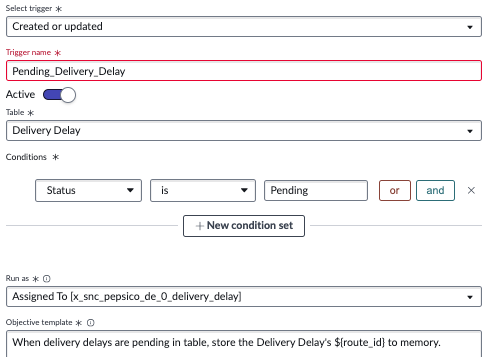 Select trigger *
Created or updated
Trigger name *
Pending_Delivery_Delay
Active
Table *
Delivery Delay
Conditions *
Status is Pending or and ×
+ New condition set
Run as * ⓘ
Assigned To [x_snc_pepsico_de_0_delivery_delay]
Objective template * ⓘ
When delivery delays are pending in table, store the Delivery Delay's ${route_id} to memory.